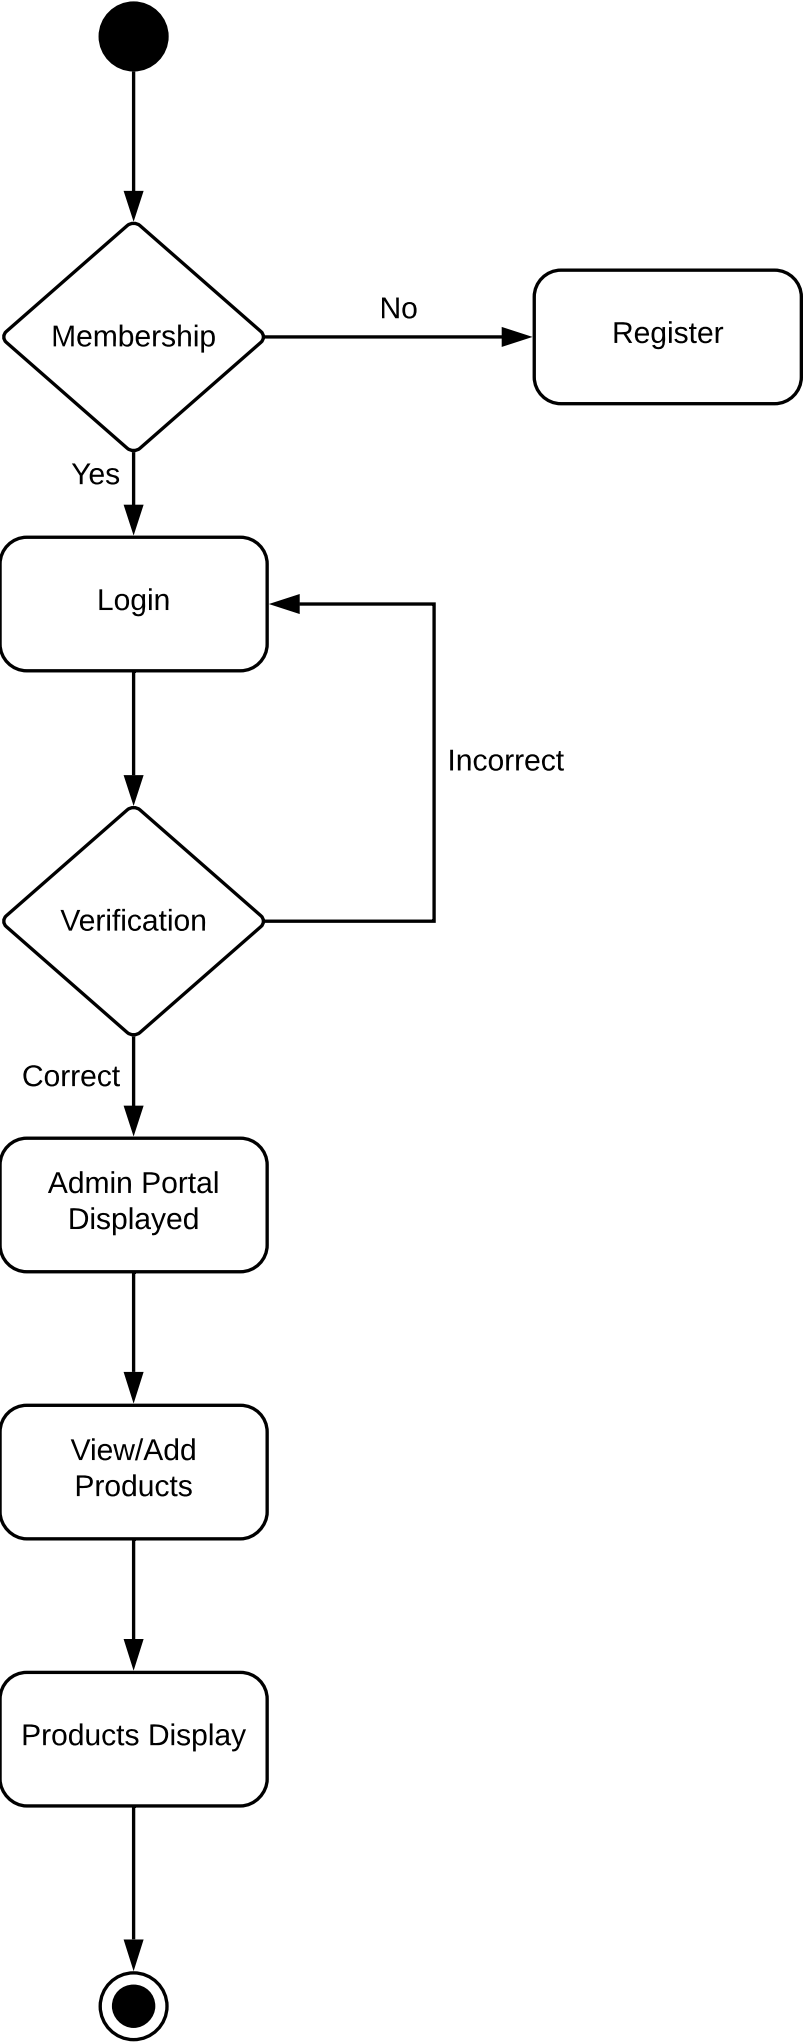 Membership
No
Register
Yes
Login
Incorrect
Verification
Correct
Admin Portal
Displayed
View/Add
Products
Products Display